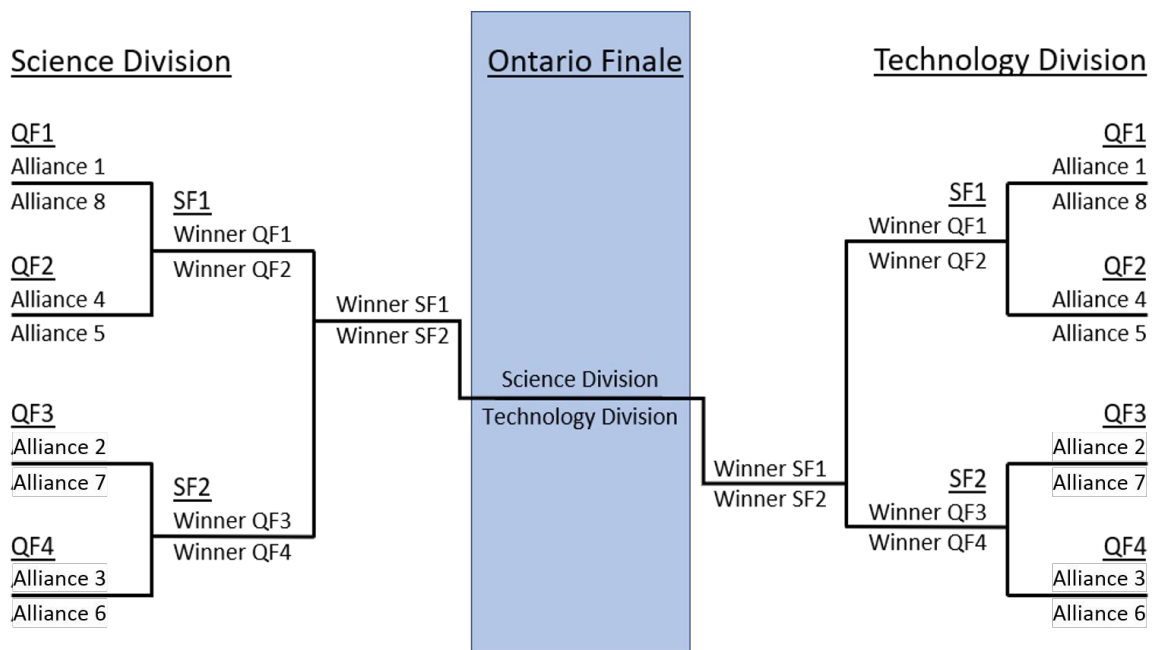 Science Division
Ontario Finale
Technology Division
QF1
Alliance 1
Alliance 8
QF2
Alliance 4
Alliance 5
QF3
Alliance 2
Alliance 7
QF4
Alliance 3
Alliance 6
SF1
Winner QF1
Winner QF2
SF2
Winner QF3
Winner QF4
Winner SF1
Winner SF2
Science Division
Technology Division
Winner SF1
Winner SF2
SF1
Winner QF1
Winner QF2
SF2
Winner QF3
Winner QF4
QF1
Alliance 1
Alliance 8
QF2
Alliance 4
Alliance 5
QF3
Alliance 2
Alliance 7
QF4
Alliance 3
Alliance 6